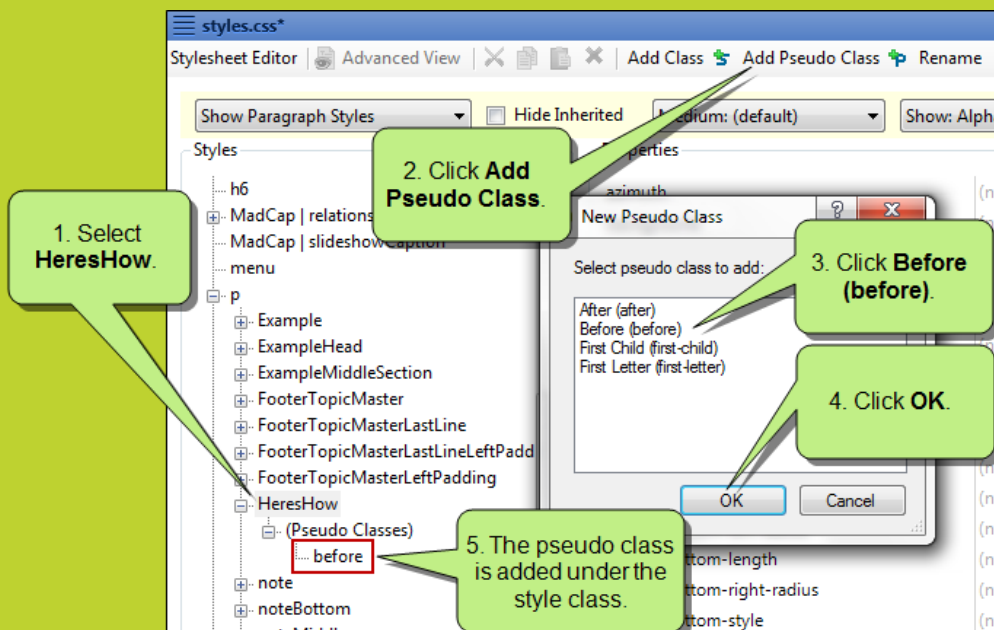 styles.css*
Stylesheet Editor Advanced View Add Class Add Pseudo Class Rename
Show Paragraph Styles Hide Inherited Medium: (default) Show: Alph
Styles
2. Click Add
Pseudo Class.
h6
azimuth (n
MadCap | relations
MadCap | slideshowCaption
menu
p
1. Select
HeresHow.
New Pseudo Class
Select pseudo class to add:
After (after)
Before (before)
First Child (first-child)
First Letter (first-letter)
3. Click Before
(before).
4. Click OK.
OK Cancel
Example
ExampleHead
ExampleMiddleSection
FooterTopicMaster
FooterTopicMasterLastLine
FooterTopicMasterLastLineLeftPadd
FooterTopicMasterLeftPadding
HeresHow
(Pseudo Classes)
before
5. The pseudo class
is added under the
style class.
note
noteBottom
ttom-length (n
ttom-right-radius (n
ttom-style (n